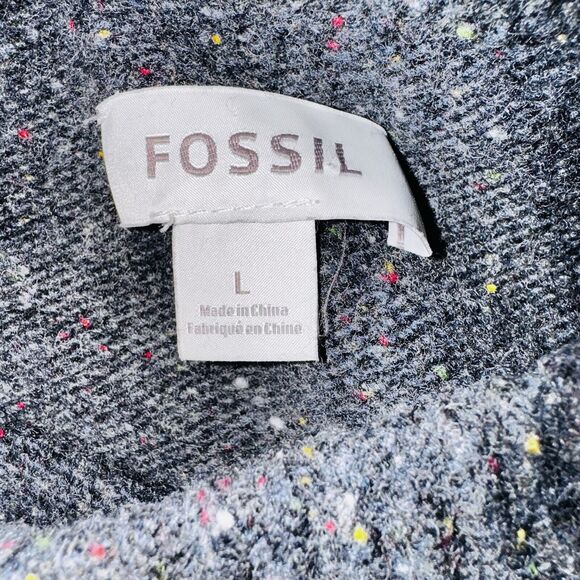 FOSSIL
L
Made in China
Fabriqué en Chine